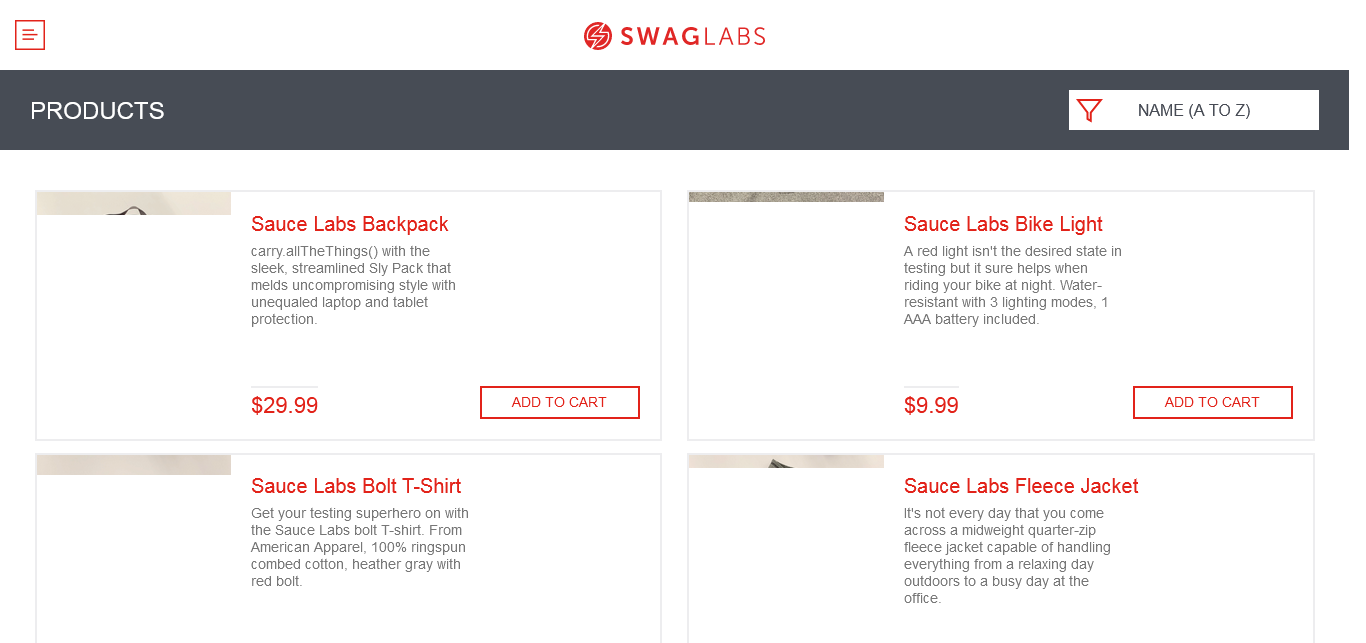 SWAGLABS
PRODUCTS
NAME (A TO Z)
Sauce Labs Backpack
carry.allTheThings() with the
sleek, streamlined Sly Pack that
melds uncompromising style with
unequaled laptop and tablet
protection.
$29.99
ADD TO CART
Sauce Labs Bike Light
A red light isn't the desired state in
testing but it sure helps when
riding your bike at night. Water-
resistant with 3 lighting modes, 1
AAA battery included.
$9.99
ADD TO CART
Sauce Labs Bolt T-Shirt
Get your testing superhero on with
the Sauce Labs bolt T-shirt. From
American Apparel, 100% ringspun
combed cotton, heather gray with
red bolt.
Sauce Labs Fleece Jacket
It's not every day that you come
across a midweight quarter-zip
fleece jacket capable of handling
everything from a relaxing day
outdoors to a busy day at the
office.